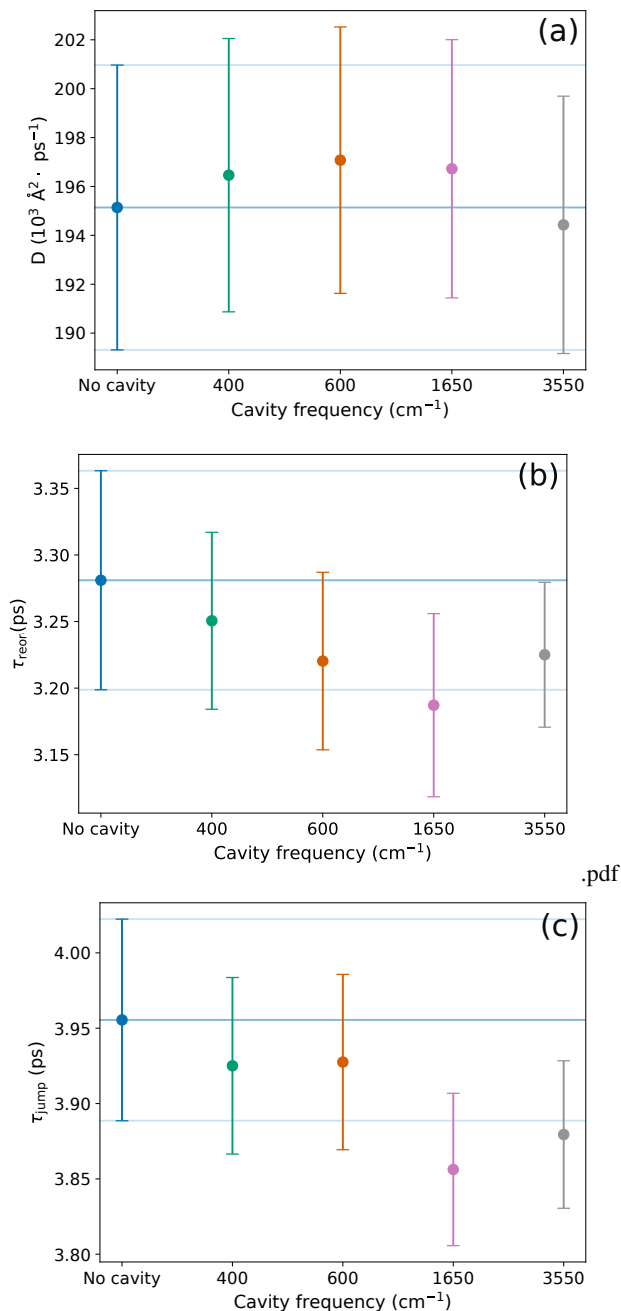 (a)
202
200
198
196
194
192
190
D (10³ Å² · ps⁻¹)
No cavity 400 600 1650 3550
Cavity frequency (cm⁻¹)
(b)
3.35
3.30
3.25
3.20
3.15
τreor(ps)
No cavity 400 600 1650 3550
Cavity frequency (cm⁻¹)
.pdf
(c)
4.00
3.95
3.90
3.85
3.80
τjump (ps)
No cavity 400 600 1650 3550
Cavity frequency (cm⁻¹)